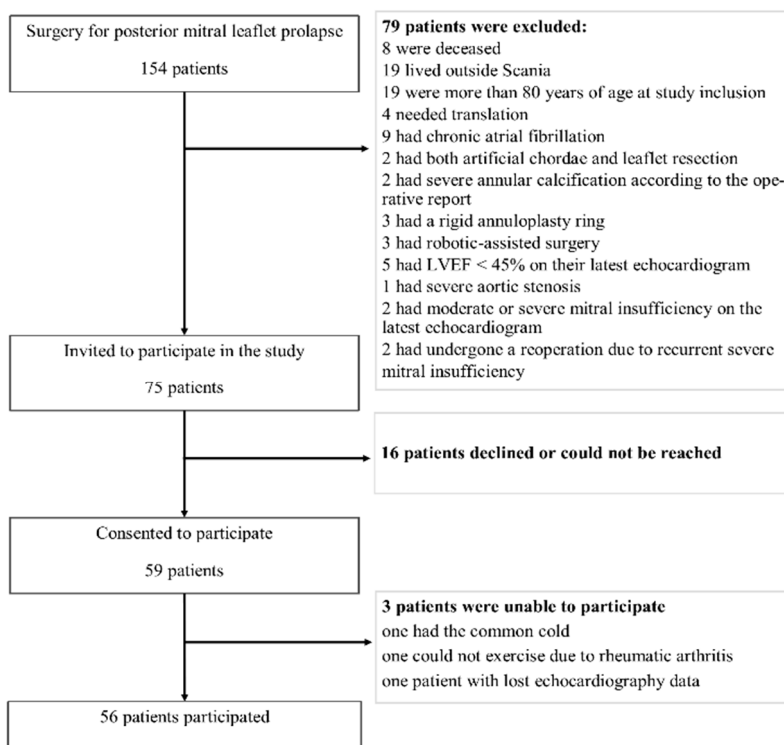 Surgery for posterior mitral leaflet prolapse
154 patients
79 patients were excluded:
8 were deceased
19 lived outside Scania
19 were more than 80 years of age at study inclusion
4 needed translation
9 had chronic atrial fibrillation
2 had both artificial chordae and leaflet resection
2 had severe annular calcification according to the ope-
rative report
3 had a rigid annuloplasty ring
3 had robotic-assisted surgery
5 had LVEF < 45% on their latest echocardiogram
1 had severe aortic stenosis
2 had moderate or severe mitral insufficiency on the
latest echocardiogram
2 had undergone a reoperation due to recurrent severe
mitral insufficiency
Invited to participate in the study
75 patients
16 patients declined or could not be reached
Consented to participate
59 patients
3 patients were unable to participate
one had the common cold
one could not exercise due to rheumatic arthritis
one patient with lost echocardiography data
56 patients participated